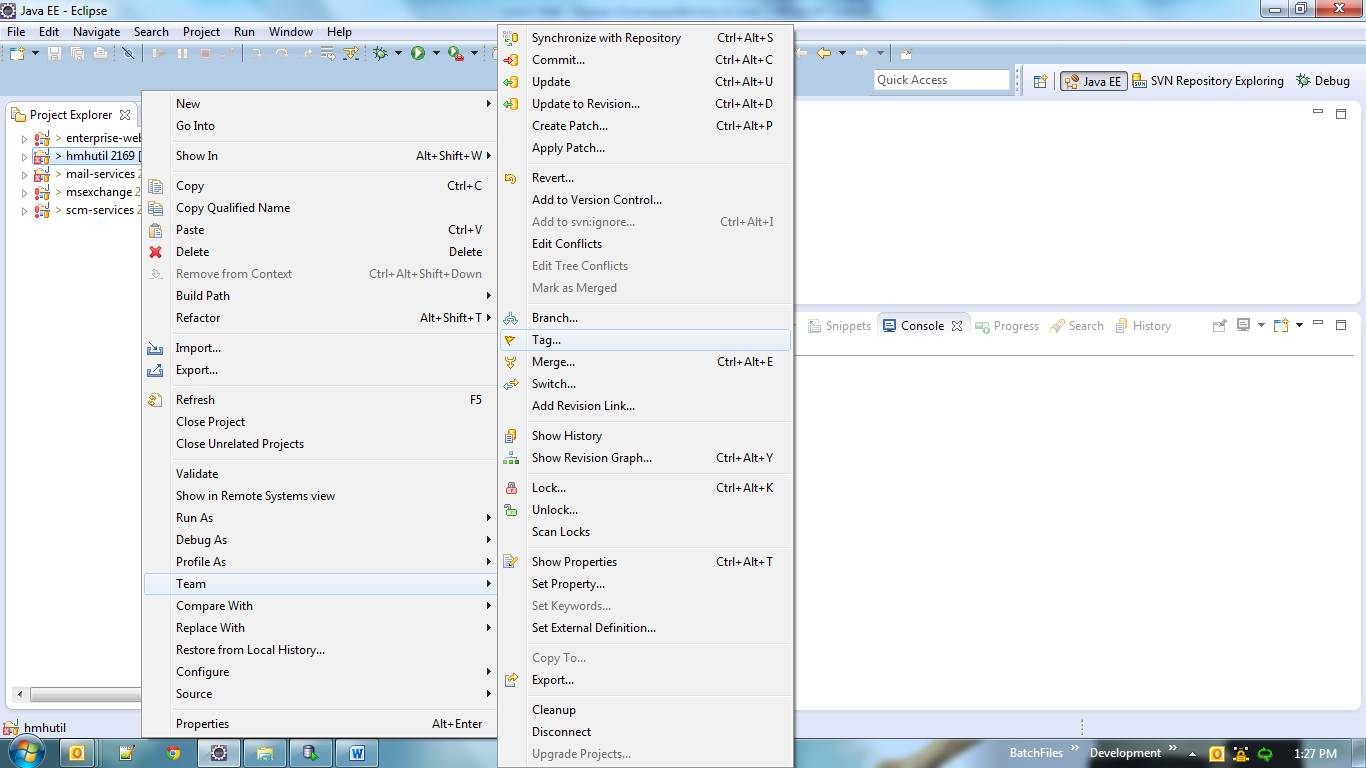 Java EE - Eclipse
File Edit Navigate Search Project Run Window Help
Quick Access
Java EE
SVN Repository Exploring
Debug
Project Explorer
> enterprise-web
> hmhutil 2169 [
> mail-services 2
> msexchange 2
> scm-services 2
New
Go Into
Show In Alt+Shift+W
Copy Ctrl+C
Copy Qualified Name
Paste Ctrl+V
Delete Delete
Remove from Context Ctrl+Alt+Shift+Down
Build Path
Refactor Alt+Shift+T
Import...
Export...
Refresh F5
Close Project
Close Unrelated Projects
Validate
Show in Remote Systems view
Run As
Debug As
Profile As
Team
Compare With
Replace With
Restore from Local History...
Configure
Source
Properties Alt+Enter
Synchronize with Repository Ctrl+Alt+S
Commit... Ctrl+Alt+C
Update Ctrl+Alt+U
Update to Revision... Ctrl+Alt+D
Create Patch... Ctrl+Alt+P
Apply Patch...
Revert...
Add to Version Control...
Add to svn:ignore... Ctrl+Alt+I
Edit Conflicts
Edit Tree Conflicts
Mark as Merged
Branch...
Tag...
Merge... Ctrl+Alt+E
Switch...
Add Revision Link...
Show History
Show Revision Graph... Ctrl+Alt+Y
Lock... Ctrl+Alt+K
Unlock...
Scan Locks
Show Properties Ctrl+Alt+T
Set Property...
Set Keywords...
Set External Definition...
Copy To...
Export...
Cleanup
Disconnect
Upgrade Projects...
Snippets Console Progress Search History
hmhutil
BatchFiles » Development » 1:27 PM